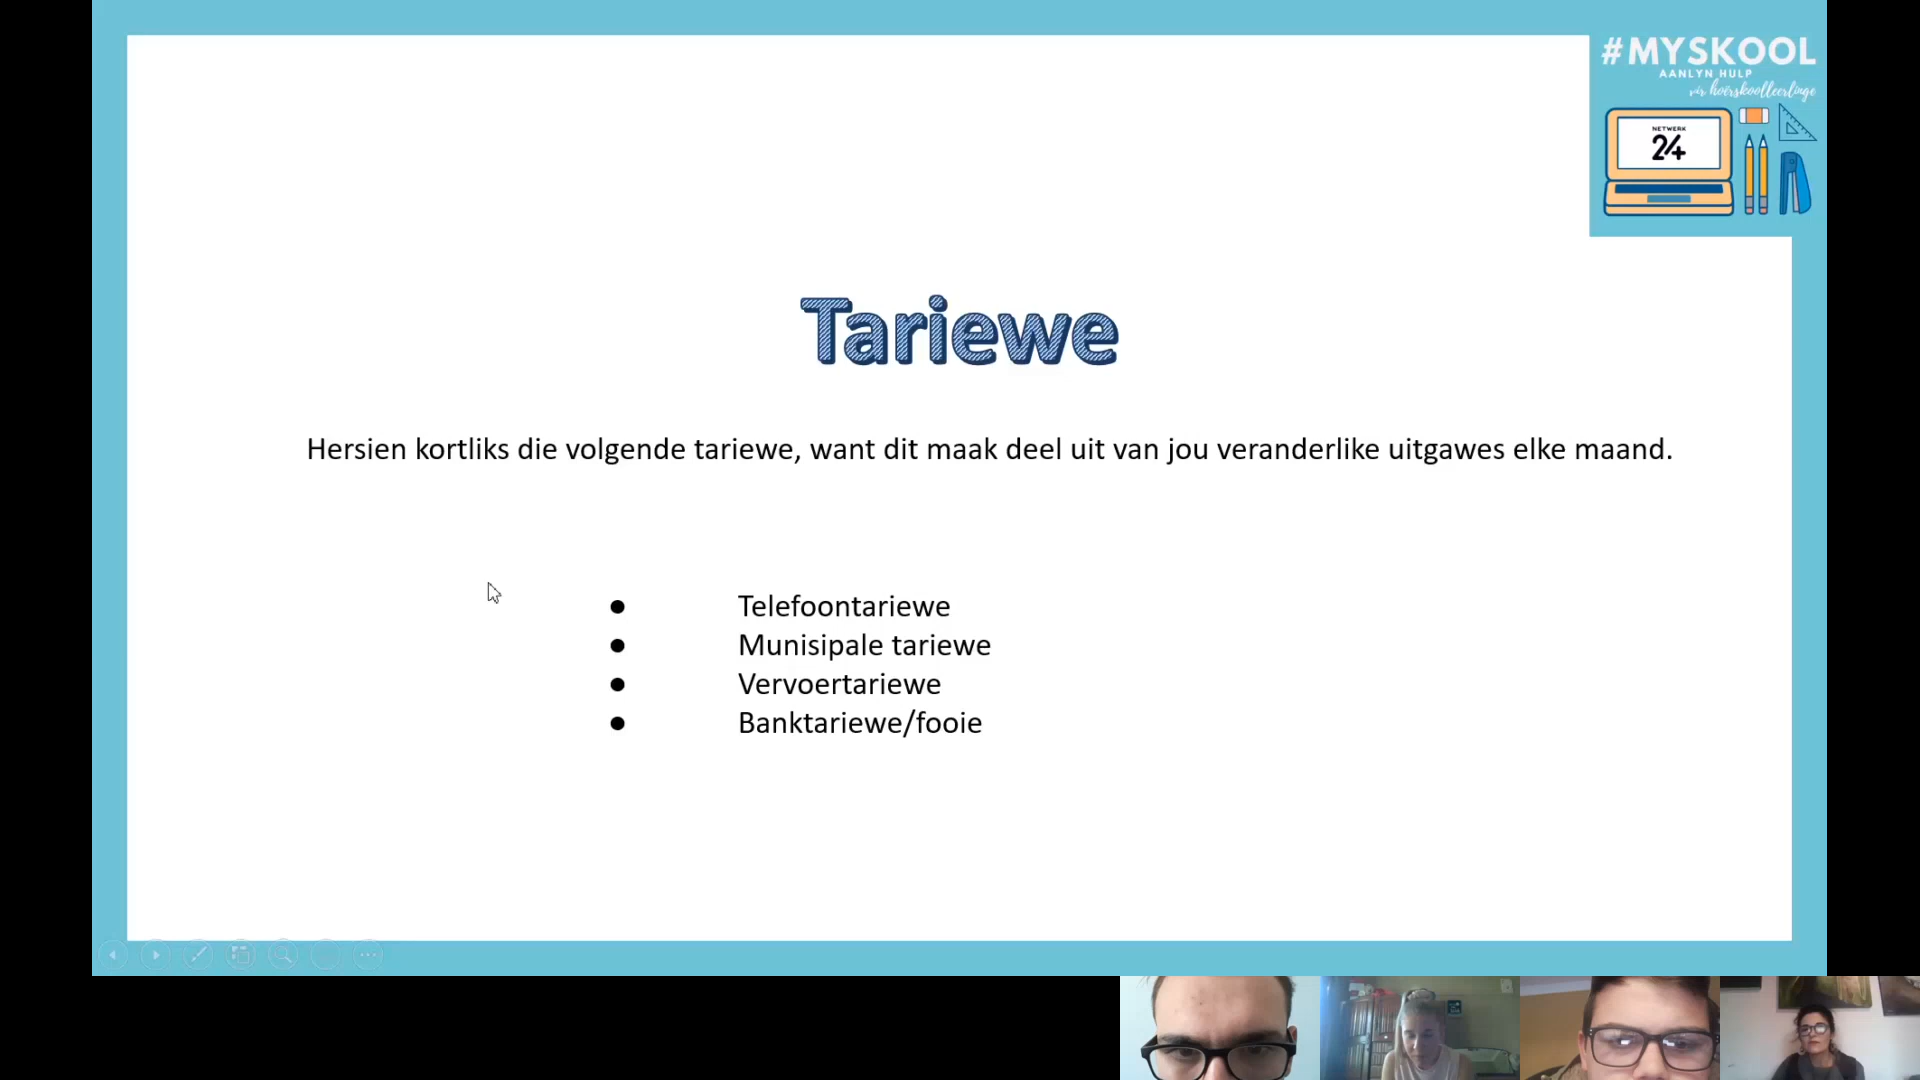 #MYSKOOL
AANLYN HULP
vir hoërskoolleerlinge
NETWERK
24
Tariewe
Hersien kortliks die volgende tariewe, want dit maak deel uit van jou veranderlike uitgawes elke maand.
● Telefoontariewe
● Munisipale tariewe
● Vervoertariewe
● Banktariewe/fooie